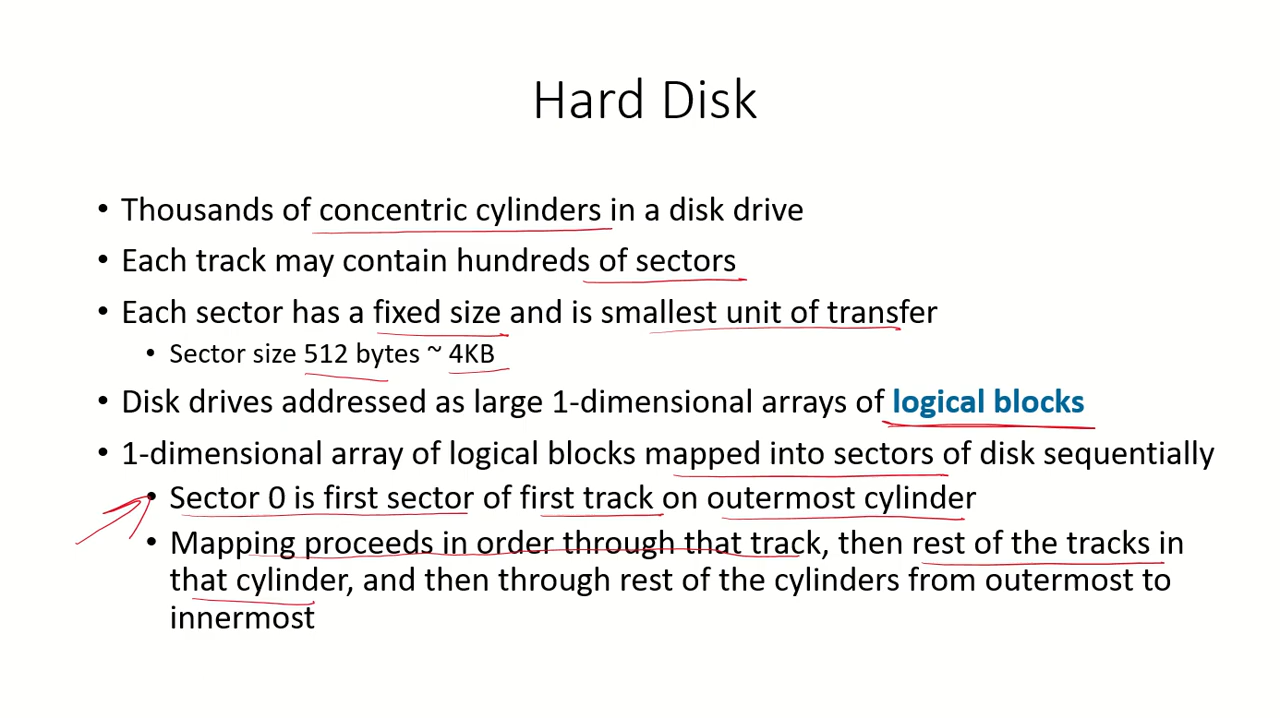 Hard Disk
• Thousands of concentric cylinders in a disk drive
• Each track may contain hundreds of sectors
• Each sector has a fixed size and is smallest unit of transfer
• Sector size 512 bytes ~ 4KB
• Disk drives addressed as large 1-dimensional arrays of logical blocks
• 1-dimensional array of logical blocks mapped into sectors of disk sequentially
• Sector 0 is first sector of first track on outermost cylinder
• Mapping proceeds in order through that track, then rest of the tracks in
that cylinder, and then through rest of the cylinders from outermost to
innermost